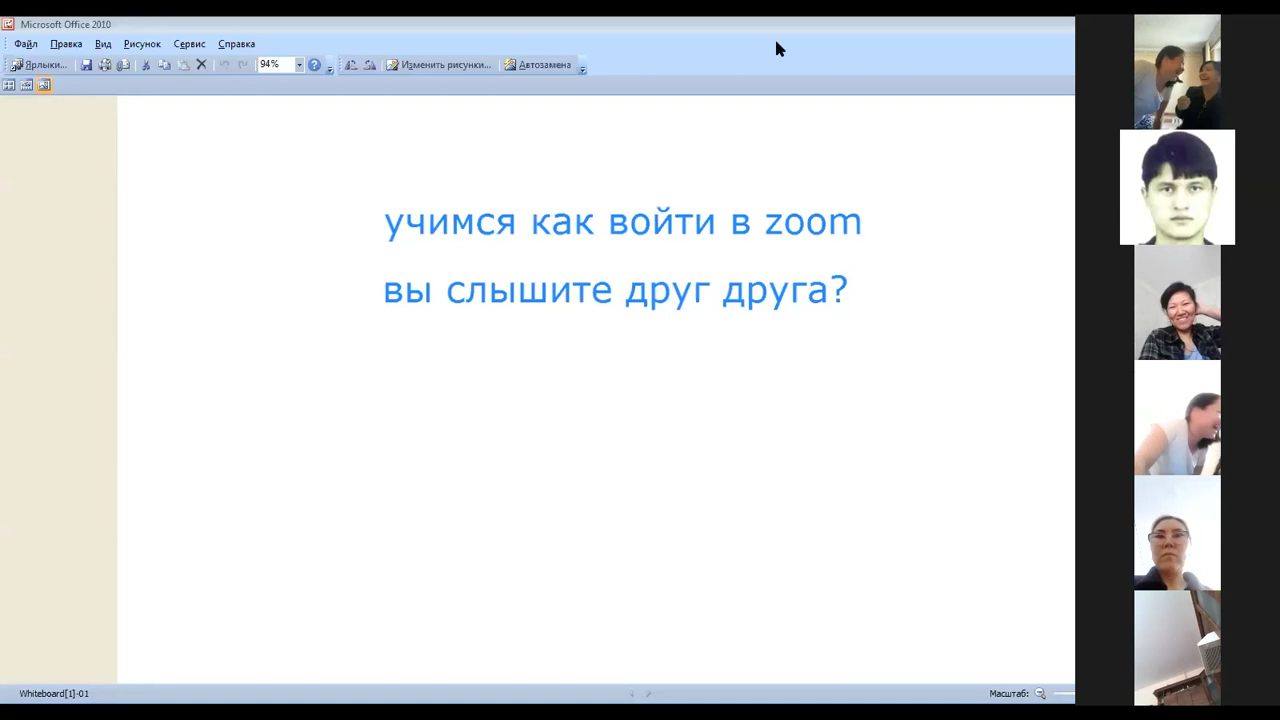 Microsoft Office 2010
Файл Правка Вид Рисунок Сервис Справка
Ярлыки... 94% Изменить рисунки... Автозамена
учимся как войти в zoom
вы слышите друг друга?
Whiteboard[1]-01 Масштаб: